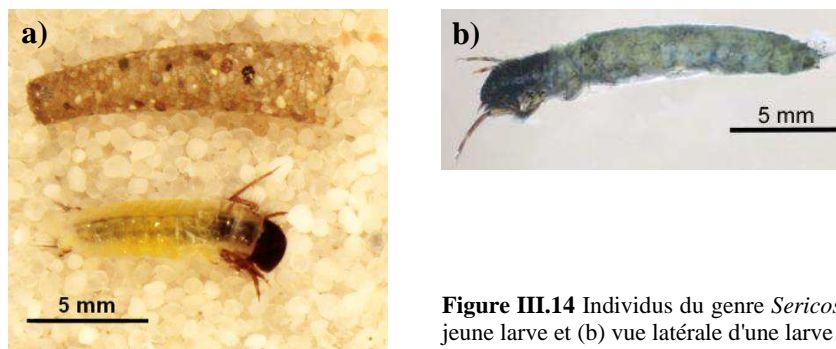 a)
5 mm
b)
5 mm
Figure III.14 Individus du genre
jeune larve et (b) vue latérale d'une larve